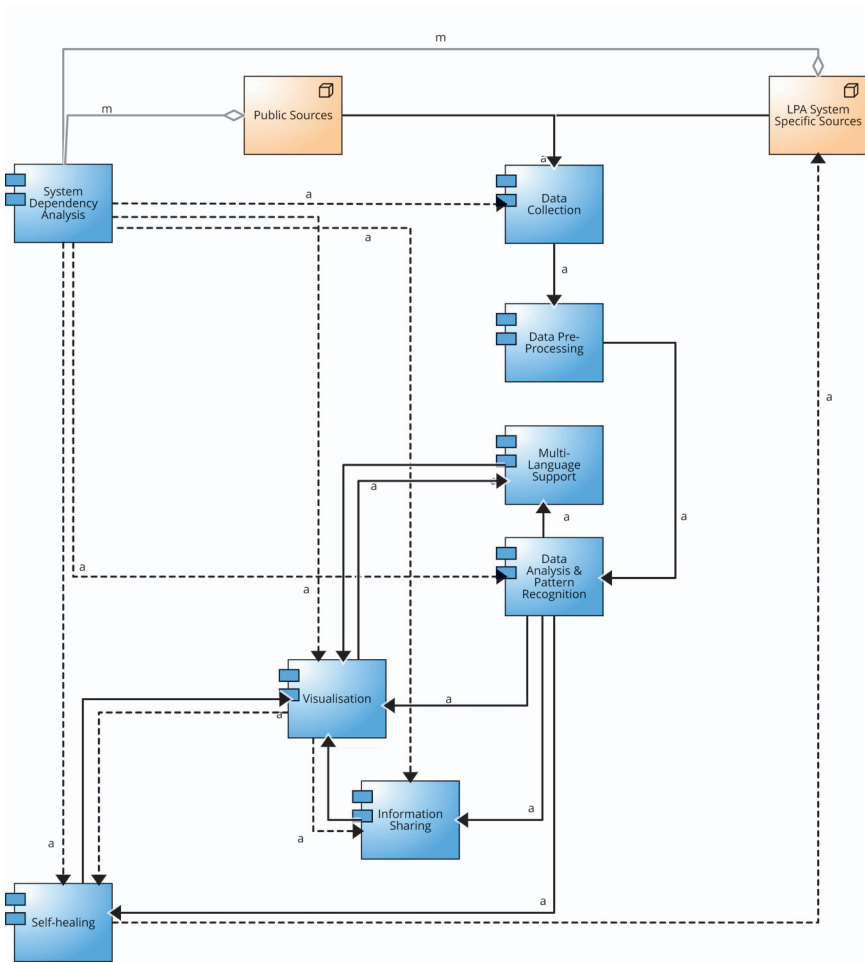 m
m
Public Sources
LPA System
Specific Sources
a
System
Dependency
Analysis
a
Data
Collection
a
a
Data Pre-
Processing
a
Multi-
Language
Support
a
a
a
a
Data
Analysis &
Pattern
Recognition
a
a
Visualisation
a
a
Information
Sharing
a
a
a
a
Self-healing